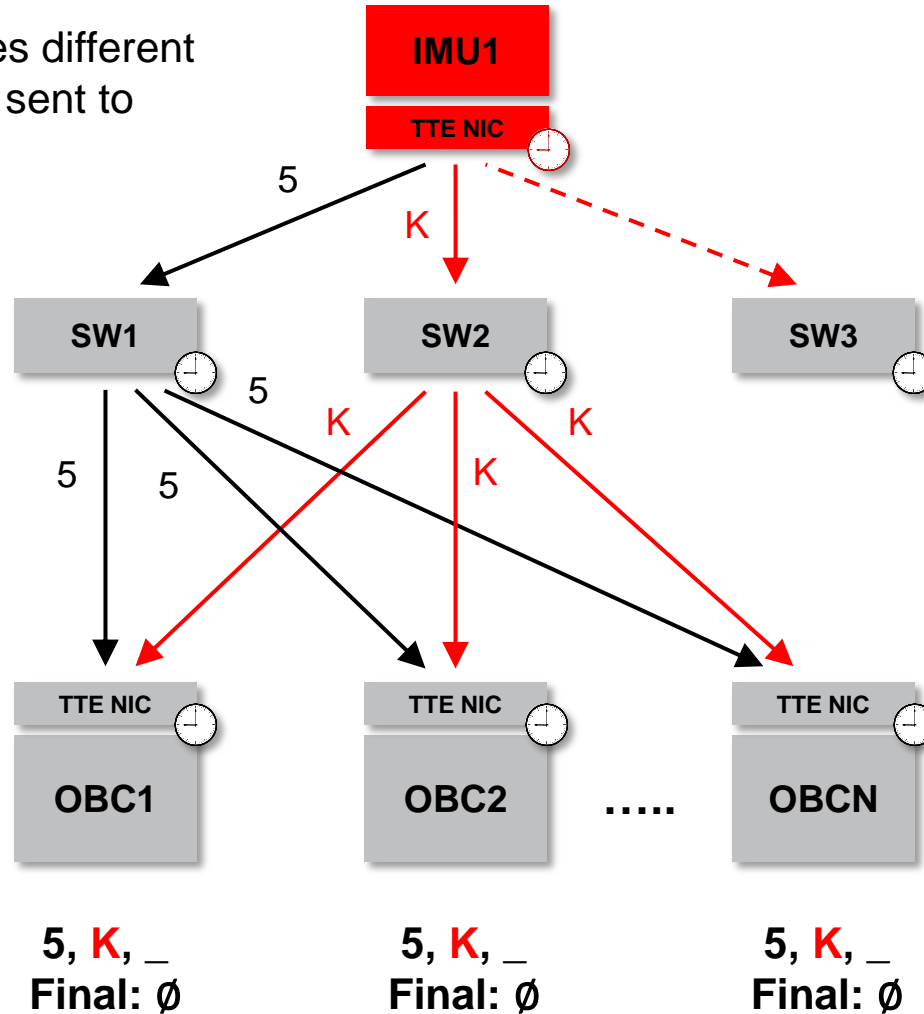 es different
sent to
IMU1
TTE NIC
5
K
SW1
SW2
SW3
5
K
K
5
5
K
TTE NIC
TTE NIC
TTE NIC
OBC1
OBC2
…..
OBCN
5, K, _
5, K, _
5, K, _
Final: ∅
Final: ∅
Final: ∅